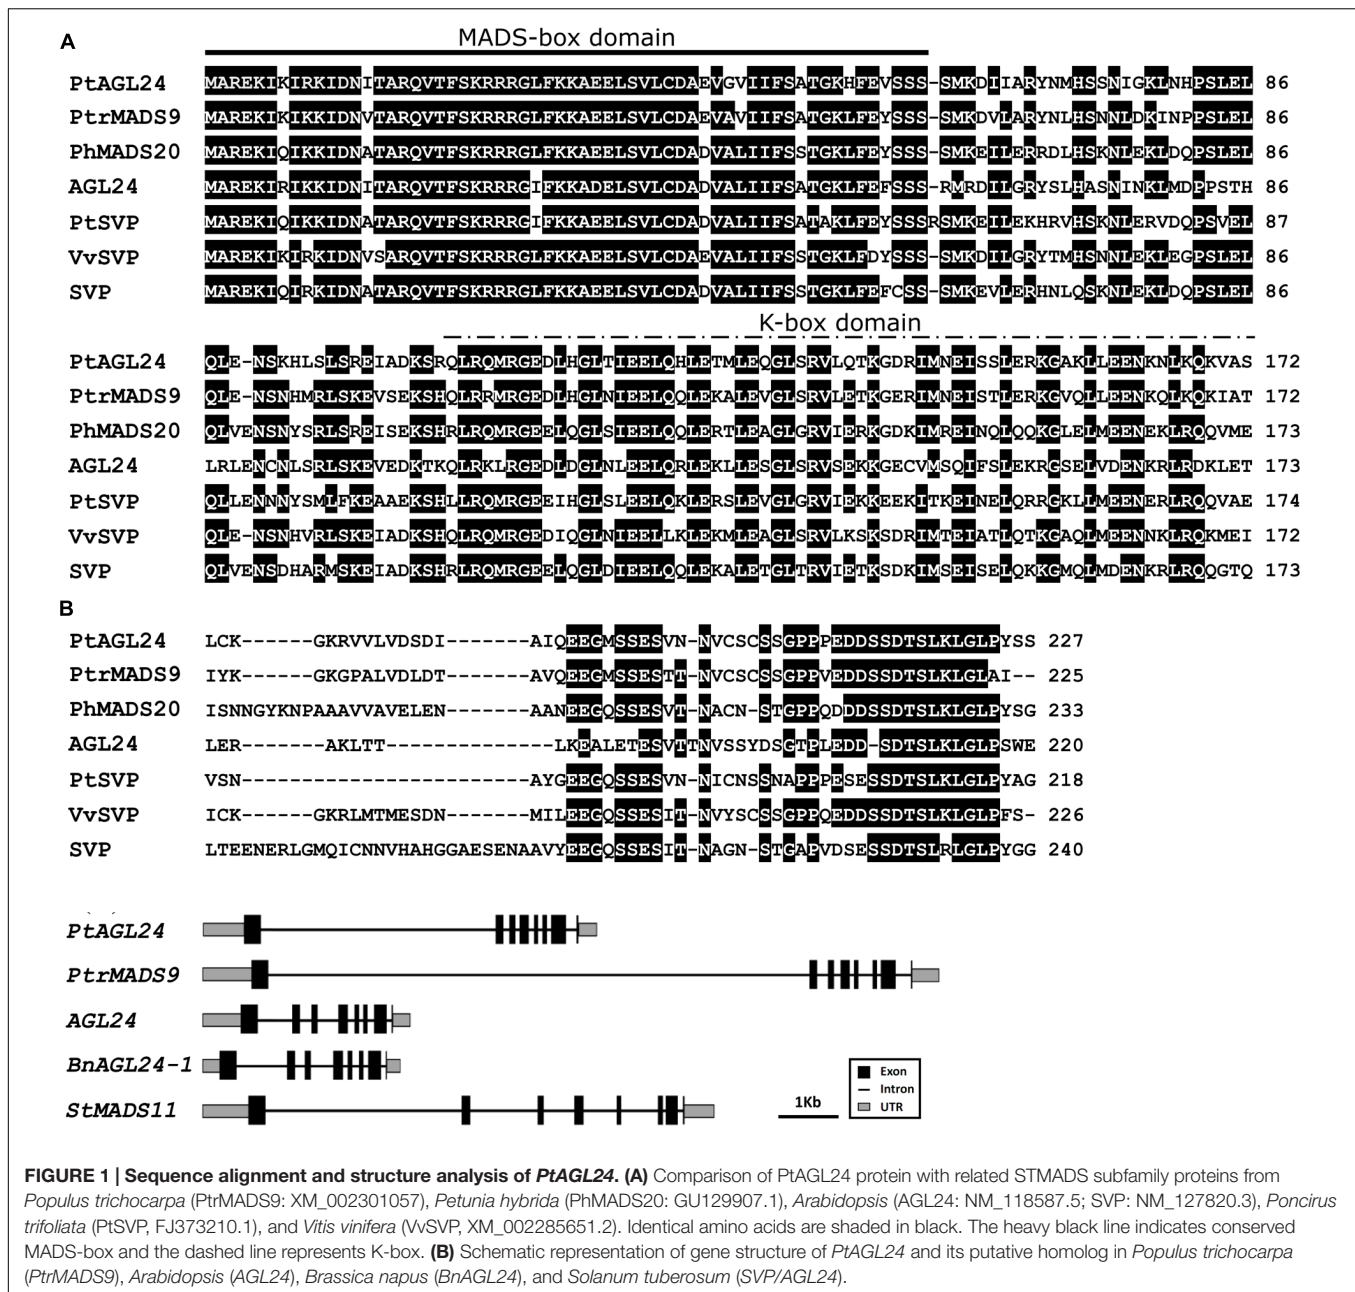 A
MADS-box domain
PtAGL24 MAREKIKIRKIDNITARQVTFSKRRRGLFKKAEELSVLCDAEVGVIIFSATGKHFEVSSS-SMKDIIARYNMHSSNIGKLNHPSLEL 86
PtrMADS9 MAREKIKIKKIDNVTARQVTFSKRRRGLFKKAEELSVLCDAEVAVIIFSATGKLFEYSSS-SMKDVLARYNLHSNNLDKINPPSLEL 86
PhMADS20 MAREKIQIKKIDNATARQVTFSKRRRGLFKKAEELSVLCDADVALIIFSSTGKLFEYSSS-SMKEILERRDLHSKNLEKLDQPSLEL 86
AGL24 MAREKIRIKKIDNITARQVTFSKRRRGIFKKADELSVLCDADVALIIFSATGKLFEFSSS-RMRDILGRYSLHASNINKLMDPPSTH 86
PtSVP MAREKIQIKKIDNATARQVTFSKRRRGIFKKAEELSVLCDADVALIIFSATAKLFEYSSSRSMKEILEKHRVHSKNLERVDQPSVEL 87
VvSVP MAREKIKIRKIDNVSARQVTFSKRRRGLFKKAEELSVLCDAEVALIIFSSTGKLFDYSSS-SMKDILGRYTMHSNNLEKLEGPSLEL 86
SVP MAREKIQIRKIDNATARQVTFSKRRRGLFKKAEELSVLCDADVALIIFSSTGKLFEFCSS-SMKEVLERHNLQSKNLEKLDQPSLEL 86
K-box domain
PtAGL24 QLE-NSKHLSLSREIADKSRQLRQMRGEDLHGLTIEELQHLETMLEQGLSRVLQTKGDRIMNEISSLERKGAKLLEENKNLKQKVAS 172
PtrMADS9 QLE-NSNHMRLSKEVSEKSHQLRRMRGEDLHGLNIEELQQLEKALEVGLSRVLETKGERIMNEISTLERKGVQLLEENKQLKQKIAT 172
PhMADS20 QLVENSNYSRLSREISEKSHRLRQMRGEELQGLSIEELQQLERTLEAGLGRVIERKGDKIMREINQLQQKGLELMEENEKLRQQVME 173
AGL24 LRLENCNLSRLSKEVEDKTKQLRKLRGEDLDGLNLEELQRLEKLLESGLSRVSEKKGECVMSQIFSLEKRGSELVDENKRLRDKLET 173
PtSVP QLLENNNYSMLFKEAAEKSHLLRQMRGEEIHGLSLEELQKLERSLEVGLGRVIEKKEEKITKEINELQRRGKLLMEENERLRQQVAE 174
VvSVP QLE-NSNHVRLSKEIADKSHQLRQMRGEDIQGLNIEELLKLEKMLEAGLSRVLKSKSDRIMTEIATLQTKGAQLMEENNKLRQKMEI 172
SVP QLVENSDHARMSKEIADKSHRLRQMRGEELQGLDIEELQQLEKALETGLTRVIETKSDKIMSEISELQKKGMQLMDENKRLRQQGTQ 173
B
PtAGL24 LCK------GKRVVLVDSDI-------AIQEEGMSSESVN-NVCSCSSGPPPEDDSSDTSLKLGLPYSS 227
PtrMADS9 IYK------GKGPALVDLDT-------AVQEEGMSSESTT-NVCSCSSGPPVEDDSSDTSLKLGLAI-- 225
PhMADS20 ISNNGYKNPAAAVVAVELEN-------AANEEGQSSESVT-NACN-STGPPQDDDSSDTSLKLGLPYSG 233
AGL24 LER-------AKLTT--------------LKEALETESVTTNVSSYDSGTPLEDD-SDTSLKLGLPSWE 220
PtSVP VSN------------------------AYGEEGQSSESVN-NICNSSNAPPPESESSDTSLKLGLPYAG 218
VvSVP ICK------GKRLMTMESDN-------MILEEGQSSESIT-NVYSCSSGPPQEDDSSDTSLKLGLPFS- 226
SVP LTEENERLGMQICNNVHAHGGAESENAAVYEEGQSSESIT-NAGN-STGAPVDSESSDTSLRLGLPYGG 240
PtAGL24
PtrMADS9
AGL24
BnAGL24-1
StMADS11
1Kb
Exon
Intron
UTR
FIGURE 1 | Sequence alignment and structure analysis of PtAGL24. (A) Comparison of PtAGL24 protein with related STMADS subfamily proteins from
Populus trichocarpa (PtrMADS9: XM_002301057), Petunia hybrida (PhMADS20: GU129907.1), Arabidopsis (AGL24: NM_118587.5; SVP: NM_127820.3), Poncirus
trifoliata (PtSVP, FJ373210.1), and Vitis vinifera (VvSVP, XM_002285651.2). Identical amino acids are shaded in black. The heavy black line indicates conserved
MADS-box and the dashed line represents K-box. (B) Schematic representation of gene structure of PtAGL24 and its putative homolog in Populus trichocarpa
(PtrMADS9), Arabidopsis (AGL24), Brassica napus (BnAGL24), and Solanum tuberosum (SVP/AGL24).